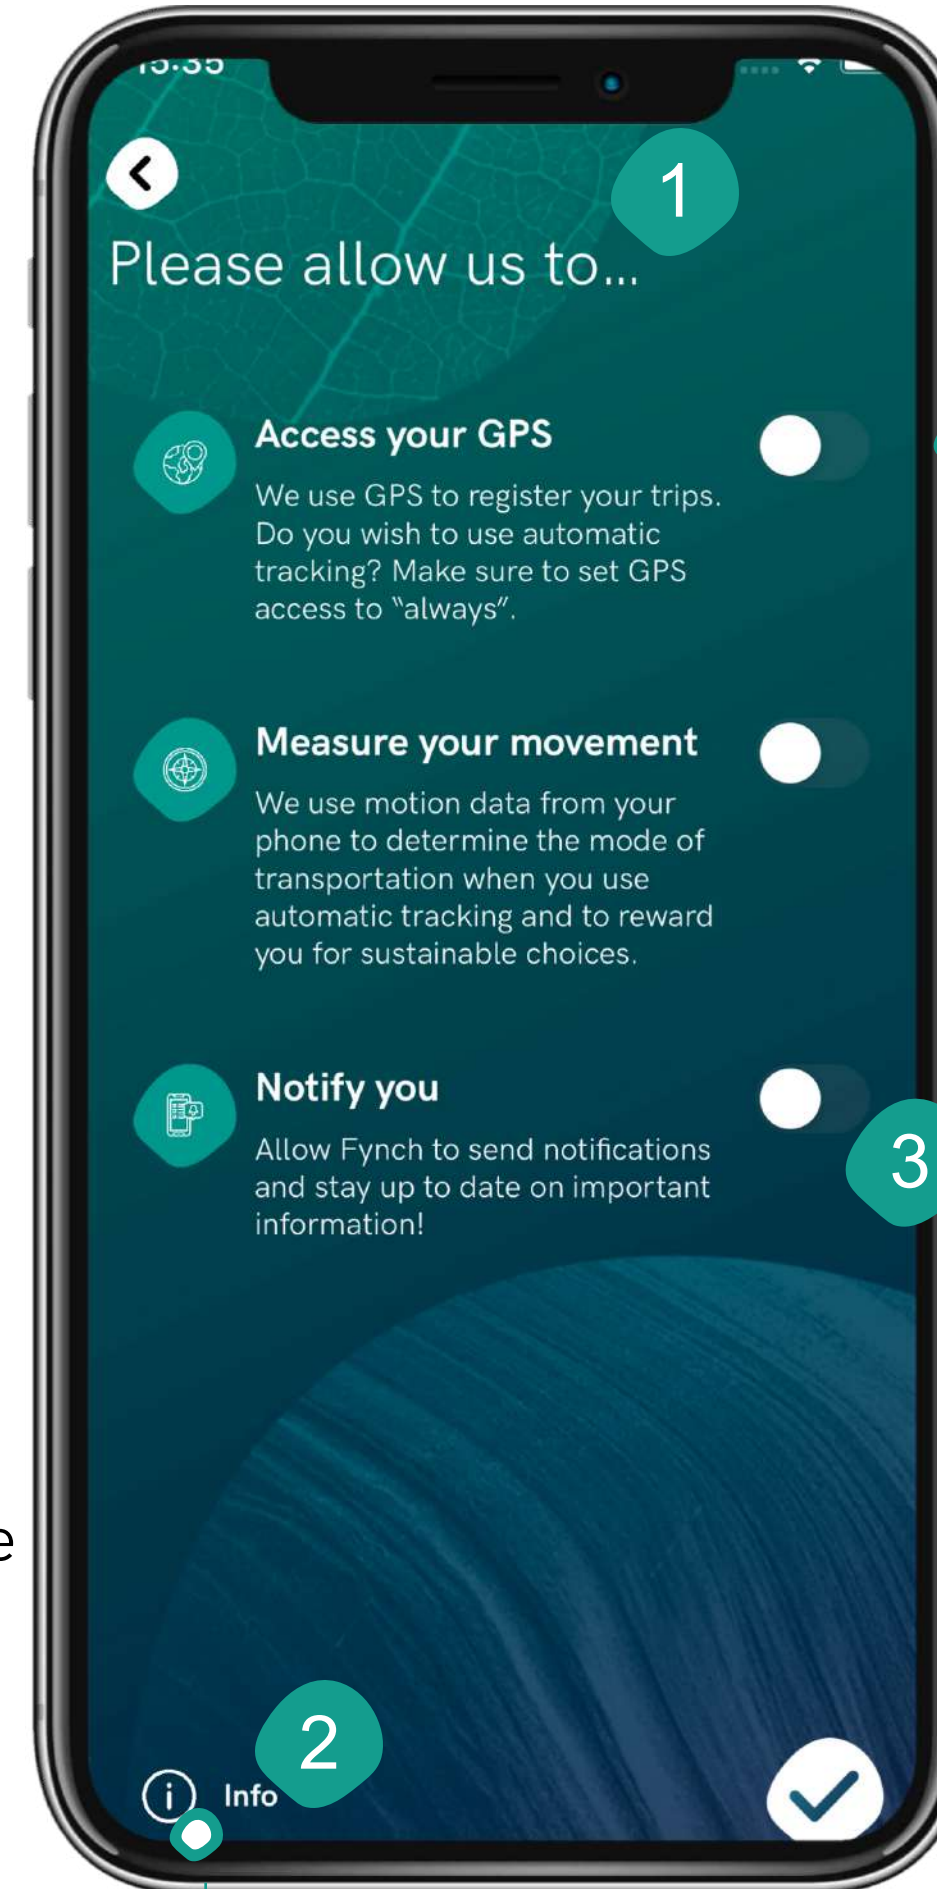 15:35
1
Please allow us to...
Access your GPS
We use GPS to register your trips.
Do you wish to use automatic
tracking? Make sure to set GPS
access to “always”.
Measure your movement
We use motion data from your
phone to determine the mode of
transportation when you use
automatic tracking and to reward
you for sustainable choices.
Notify you
Allow Fynch to send notifications
and stay up to date on important
information!
3
e
2
Info